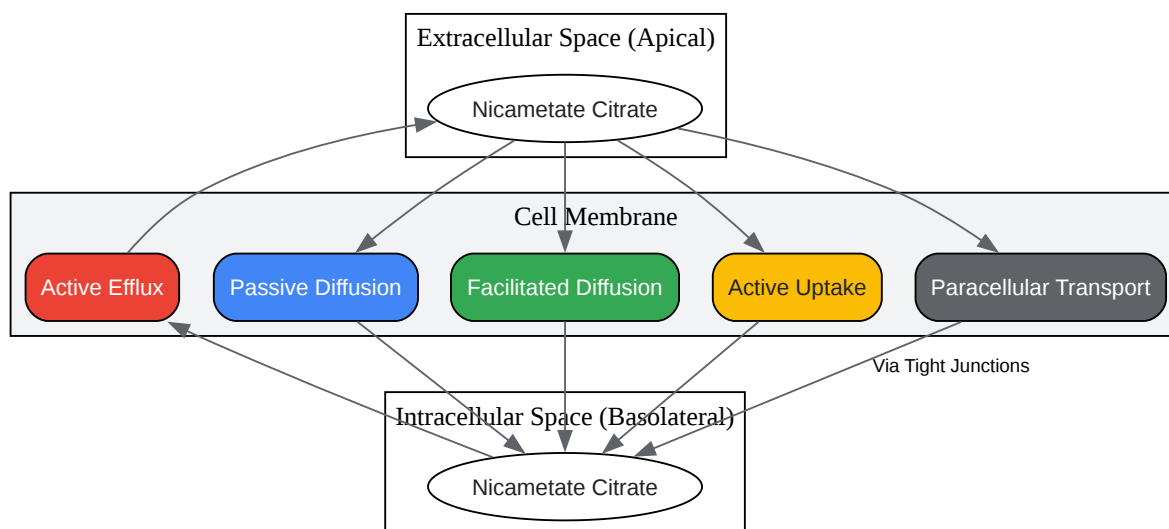 Extracellular Space (Apical)
Nicametate Citrate
Cell Membrane
Active Efflux
Passive Diffusion
Facilitated Diffusion
Active Uptake
Paracellular Transport
Via Tight Junctions
Intracellular Space (Basolateral)
Nicametate Citrate